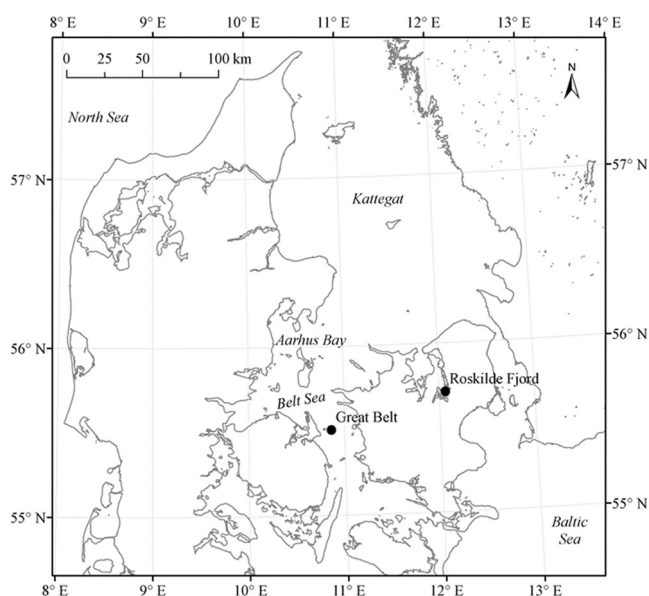 8° E 9° E 10° E 11° E 12° E 13° E 14° E
0 25 50 100 km
N
North Sea
57° N 57° N
Kattegat
56° N 56° N
Aarhus Bay
Roskilde Fjord
Belt Sea
Great Belt
55° N 55° N
Baltic
Sea
8° E 9° E 10° E 11° E 12° E 13° E